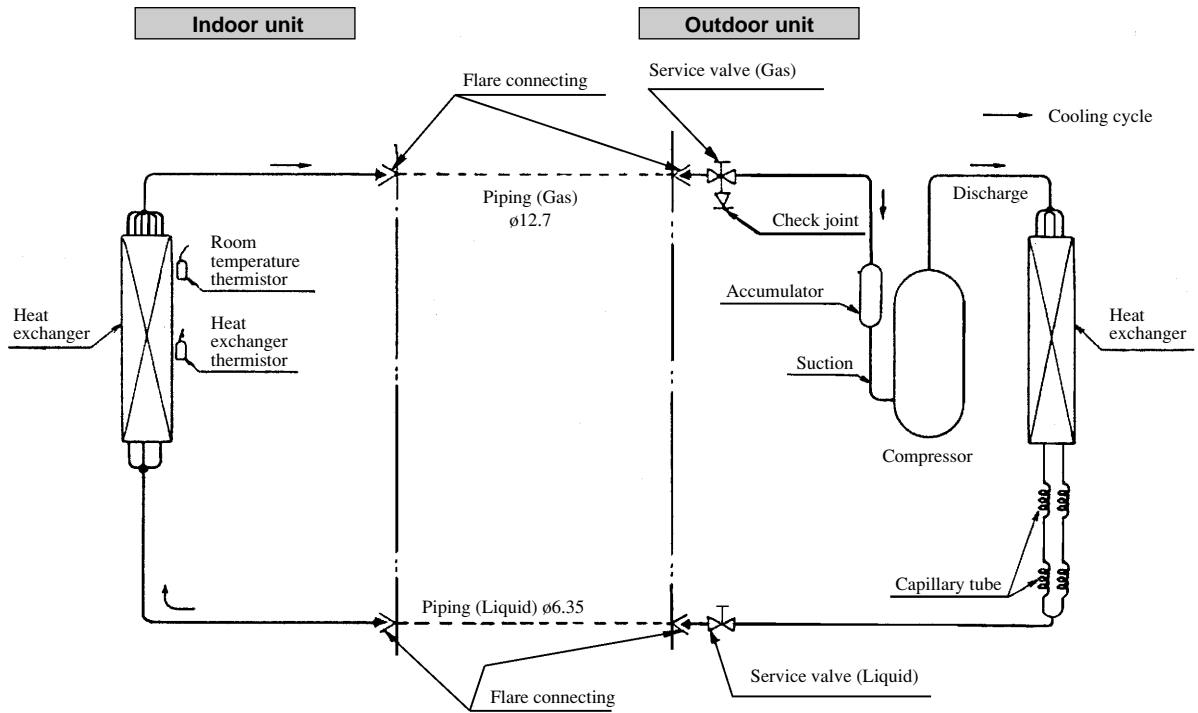 Indoor unit
Outdoor unit
Flare connecting
Service valve (Gas)
Cooling cycle
Piping (Gas)
ø12.7
Discharge
Check joint
Room
temperature
thermistor
Accumulator
Heat
exchanger
Heat
exchanger
thermistor
Heat
exchanger
Suction
Compressor
Capillary tube
Piping (Liquid) ø6.35
Service valve (Liquid)
Flare connecting